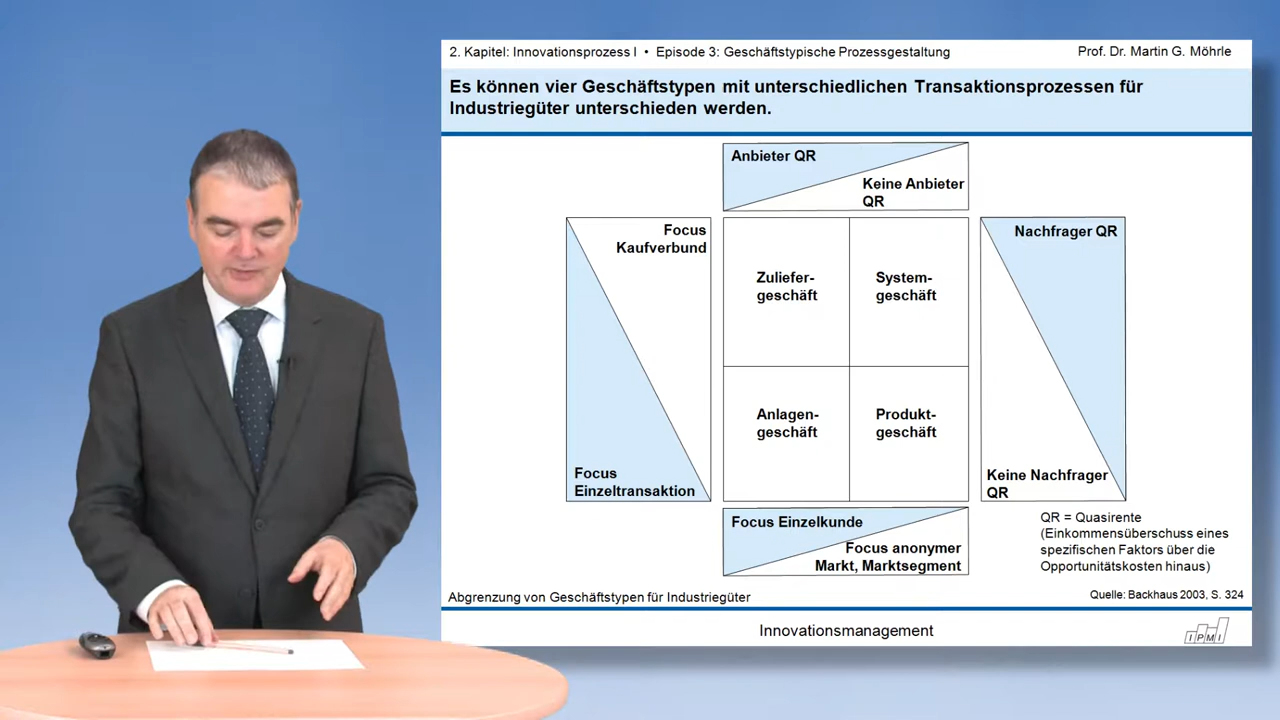 2. Kapitel: Innovationsprozess I • Episode 3: Geschäftstypische Prozessgestaltung
Prof. Dr. Martin G. Möhrle
Es können vier Geschäftstypen mit unterschiedlichen Transaktionsprozessen für
Industriegüter unterschieden werden.
Anbieter QR
Keine Anbieter
QR
Focus
Kaufverbund
Focus
Einzeltransaktion
Zuliefer-
geschäft
System-
geschäft
Anlagen-
geschäft
Produkt-
geschäft
Nachfrager QR
Keine Nachfrager
QR
Focus Einzelkunde
Focus anonymer
Markt, Marktsegment
QR = Quasirente
(Einkommensüberschuss eines
spezifischen Faktors über die
Opportunitätskosten hinaus)
Abgrenzung von Geschäftstypen für Industriegüter
Quelle: Backhaus 2003, S. 324
Innovationsmanagement
IPMI